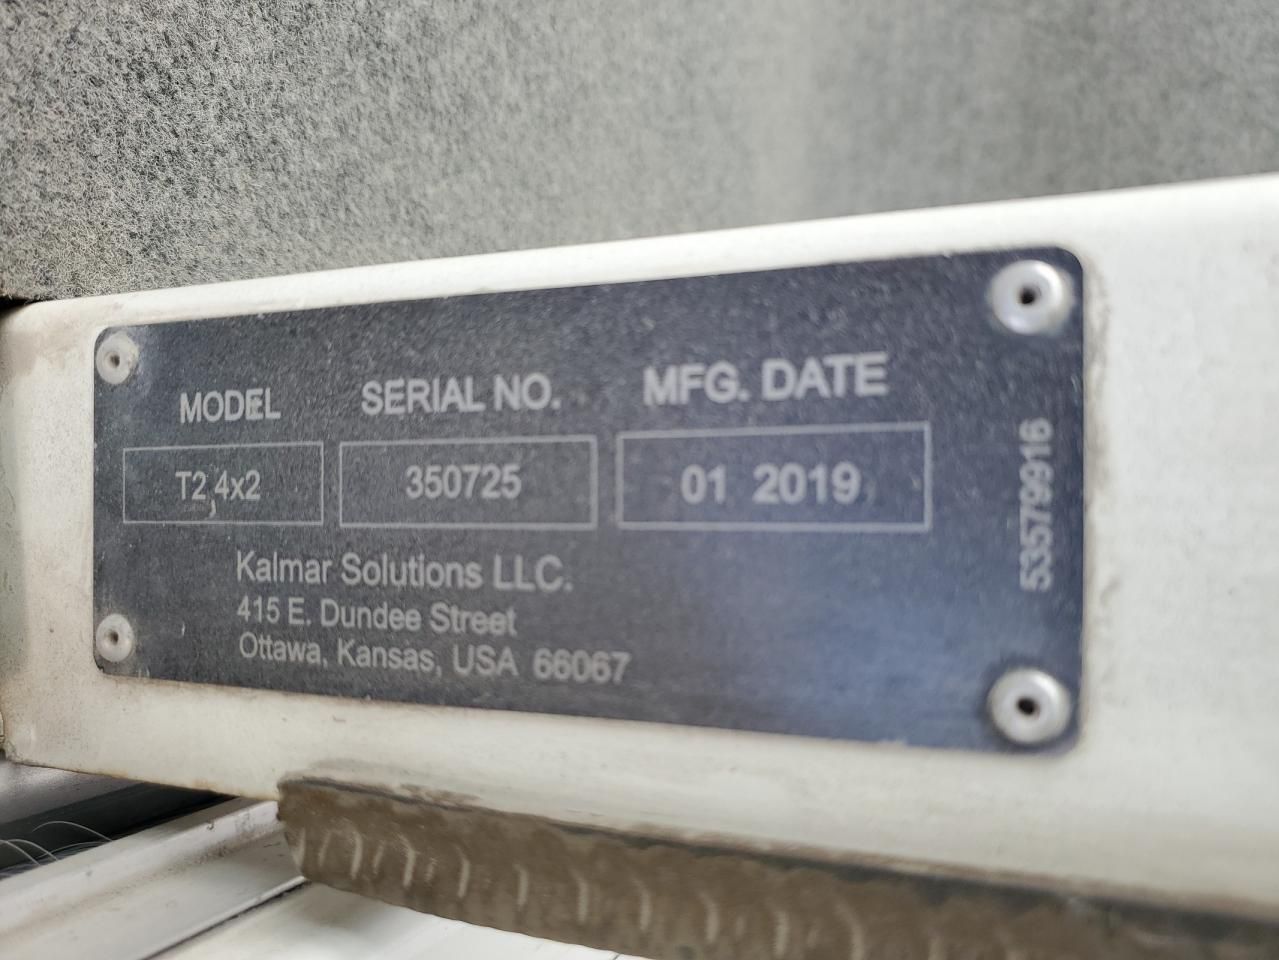 MODEL SERIAL NO. MFG. DATE
T2 4x2 350725 01 2019
Kalmar Solutions LLC.
415 E. Dundee Street
Ottawa, Kansas, USA 66067
53579916